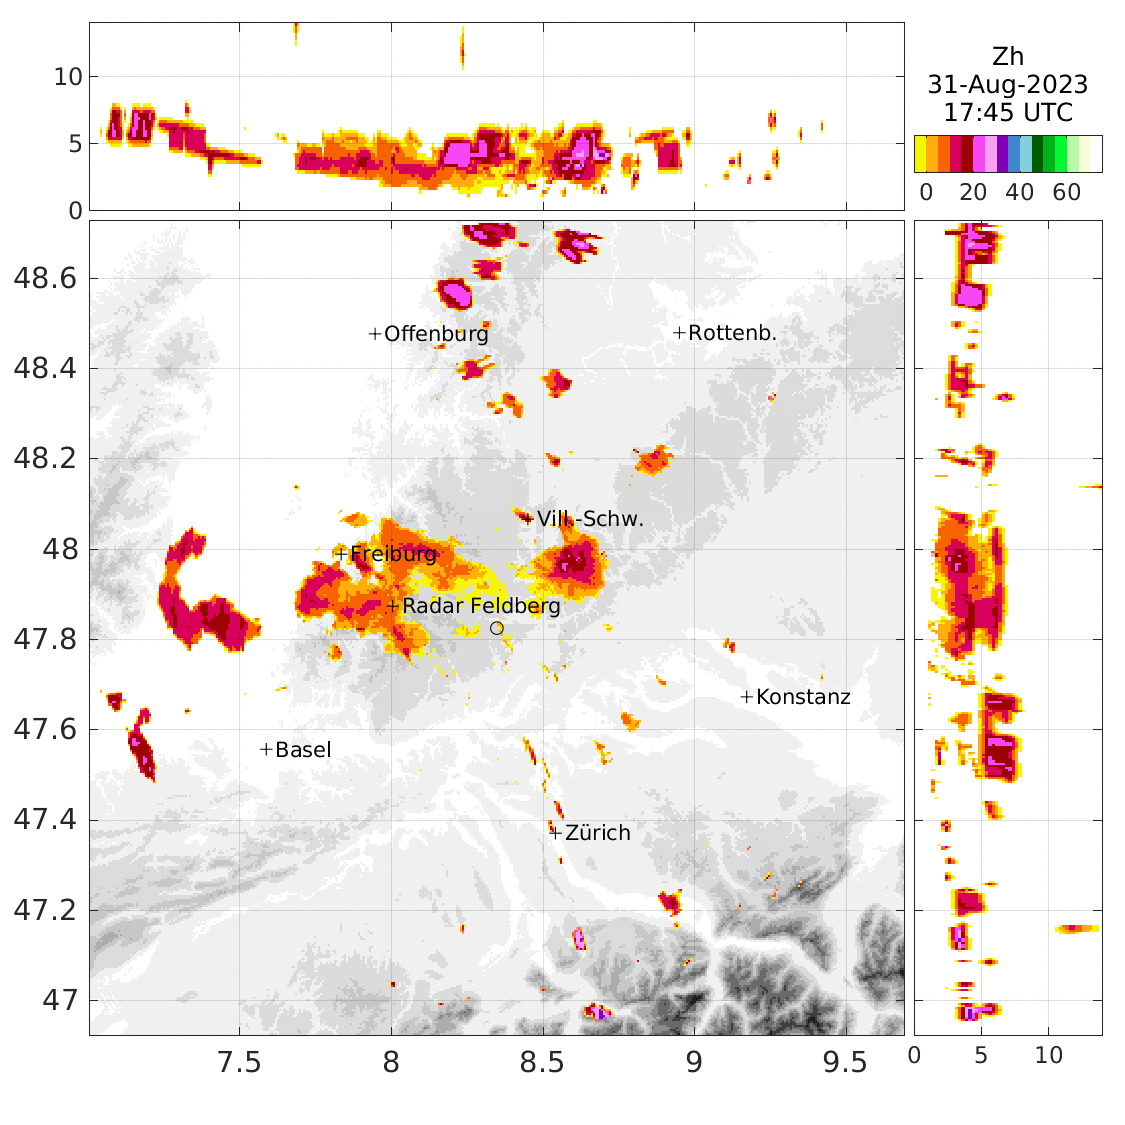 10
5
0
Zh
31-Aug-2023
17:45 UTC
0 20 40 60
48.6
48.4
48.2
48
47.8
47.6
47.4
47.2
47
Offenburg
Rottenb.
Vill.-Schw.
Freiburg
Radar Feldberg
Konstanz
Basel
Zürich
7.5 8 8.5 9 9.5
0 5 10